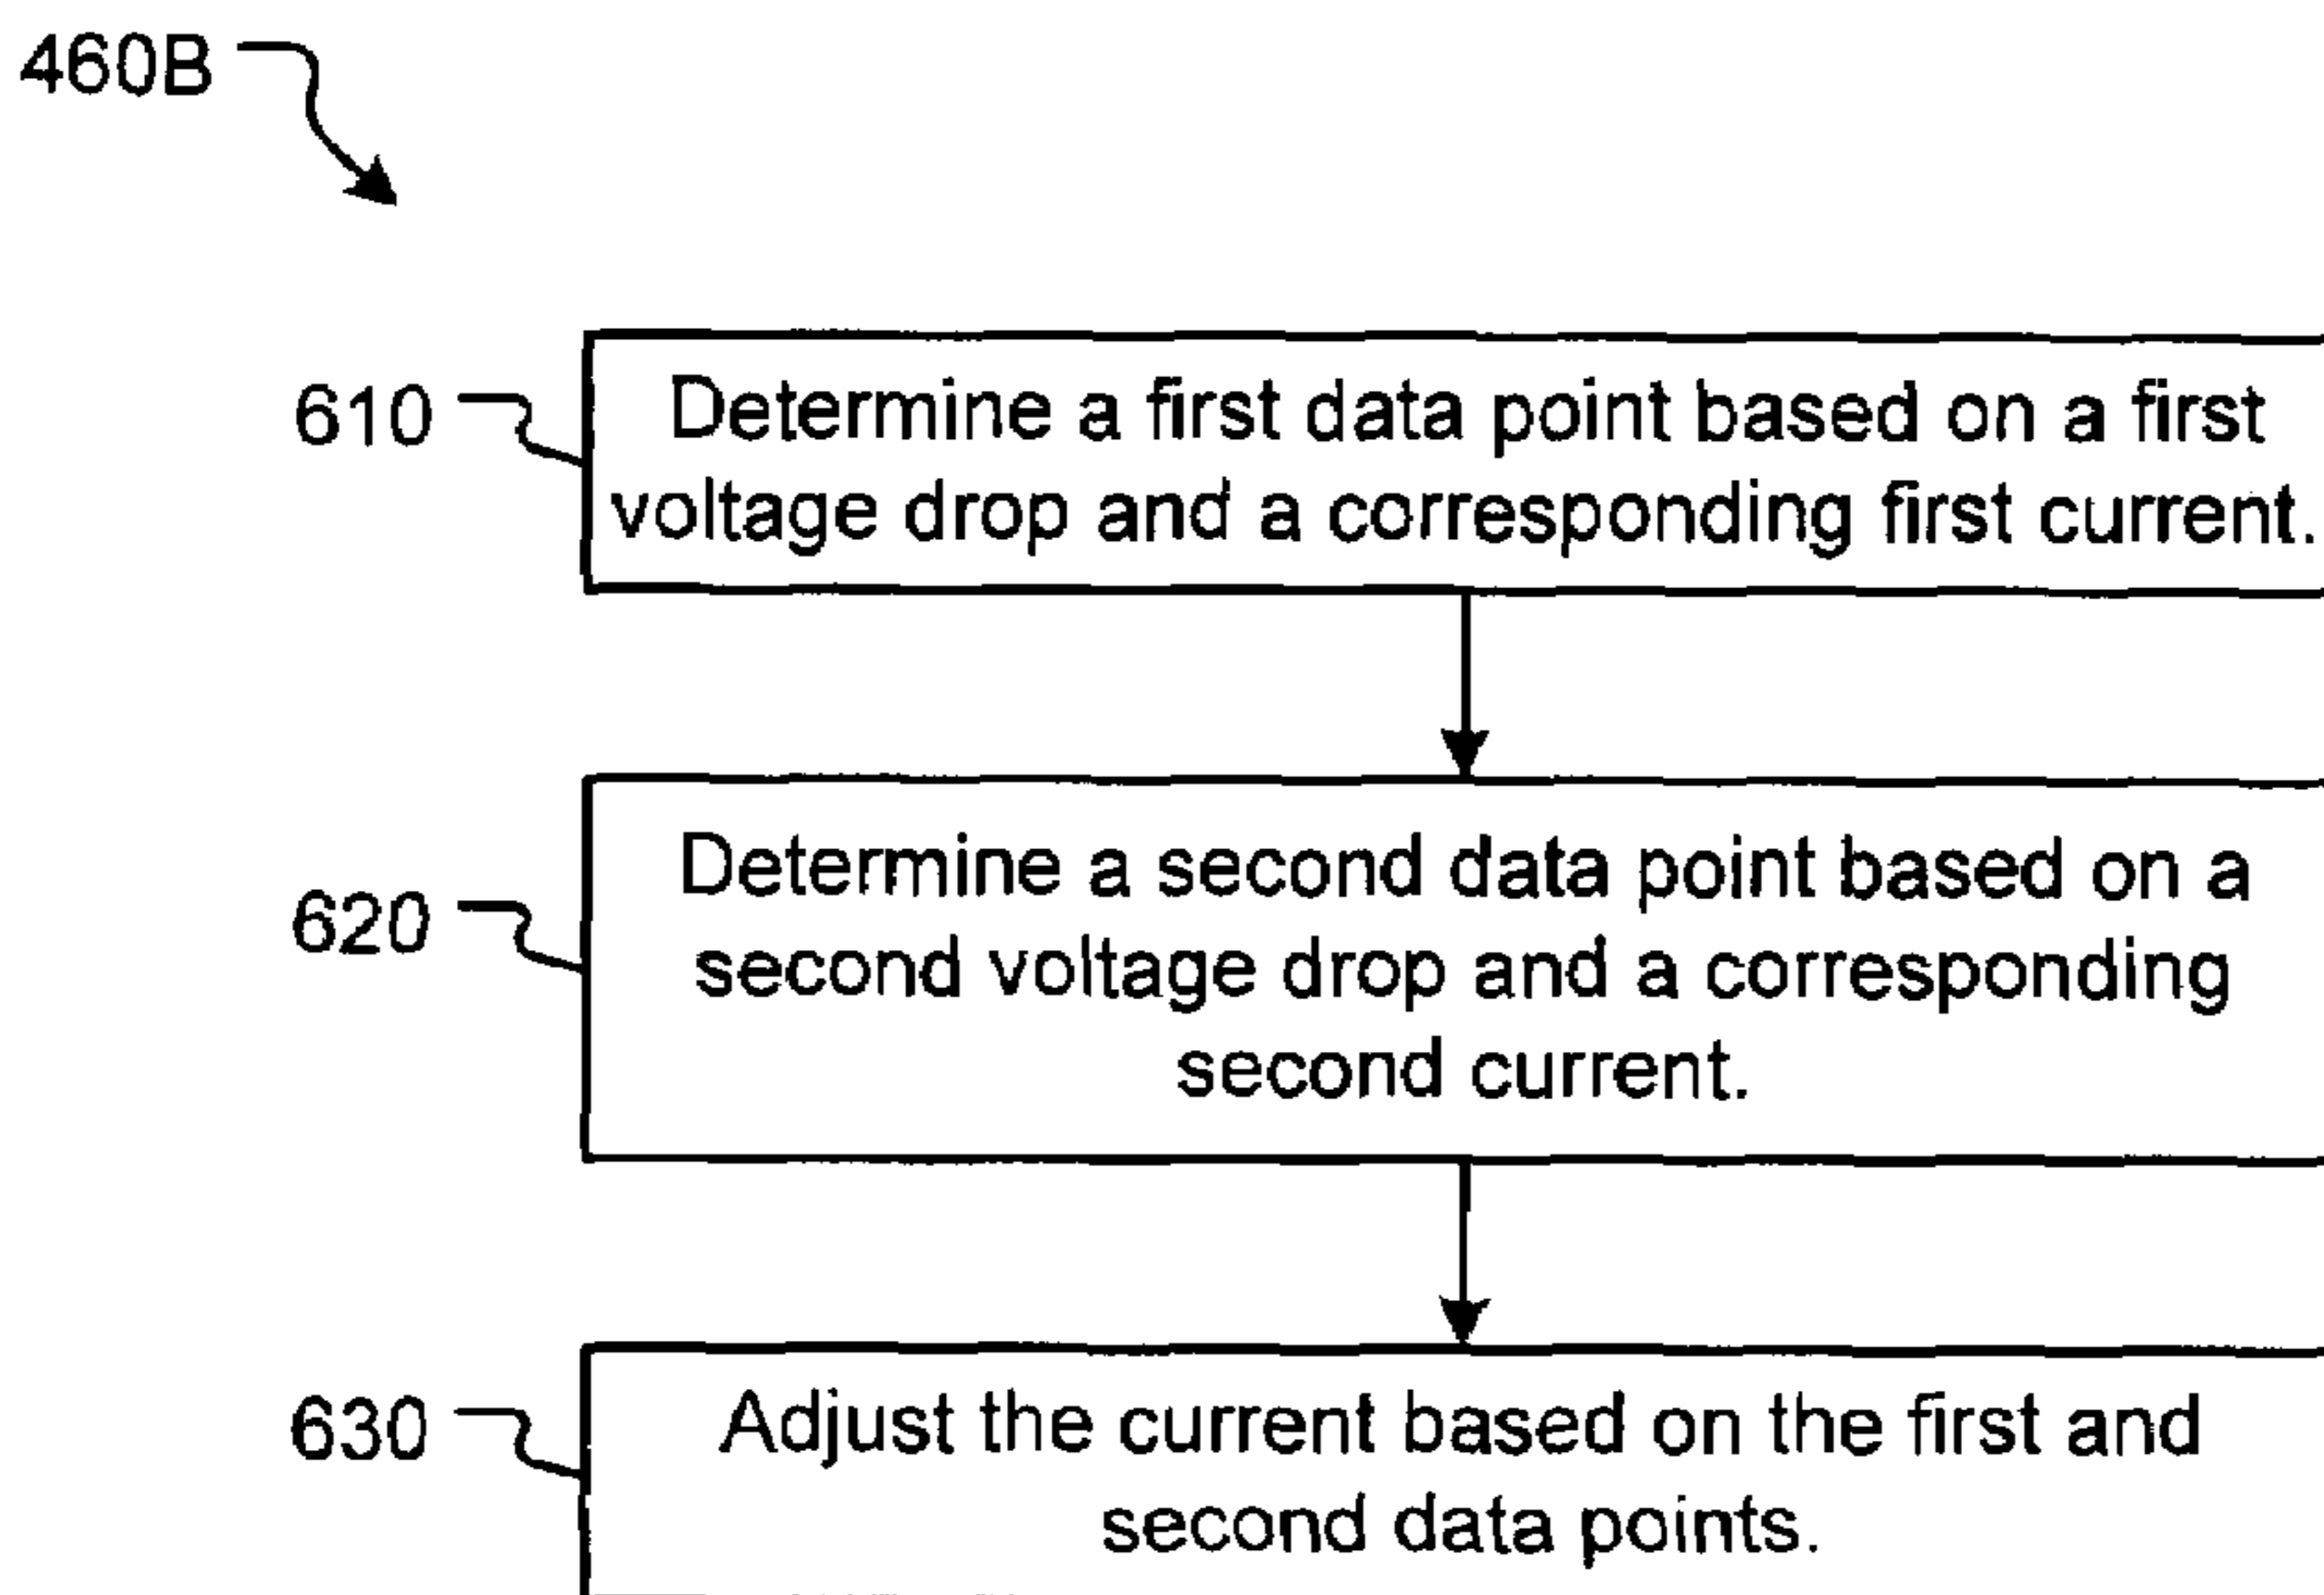 460B
610
Determine a first data point based on a first
voltage drop and a corresponding first current.
620
Determine a second data point based on a
second voltage drop and a corresponding
second current.
630
Adjust the current based on the first and
second data points.